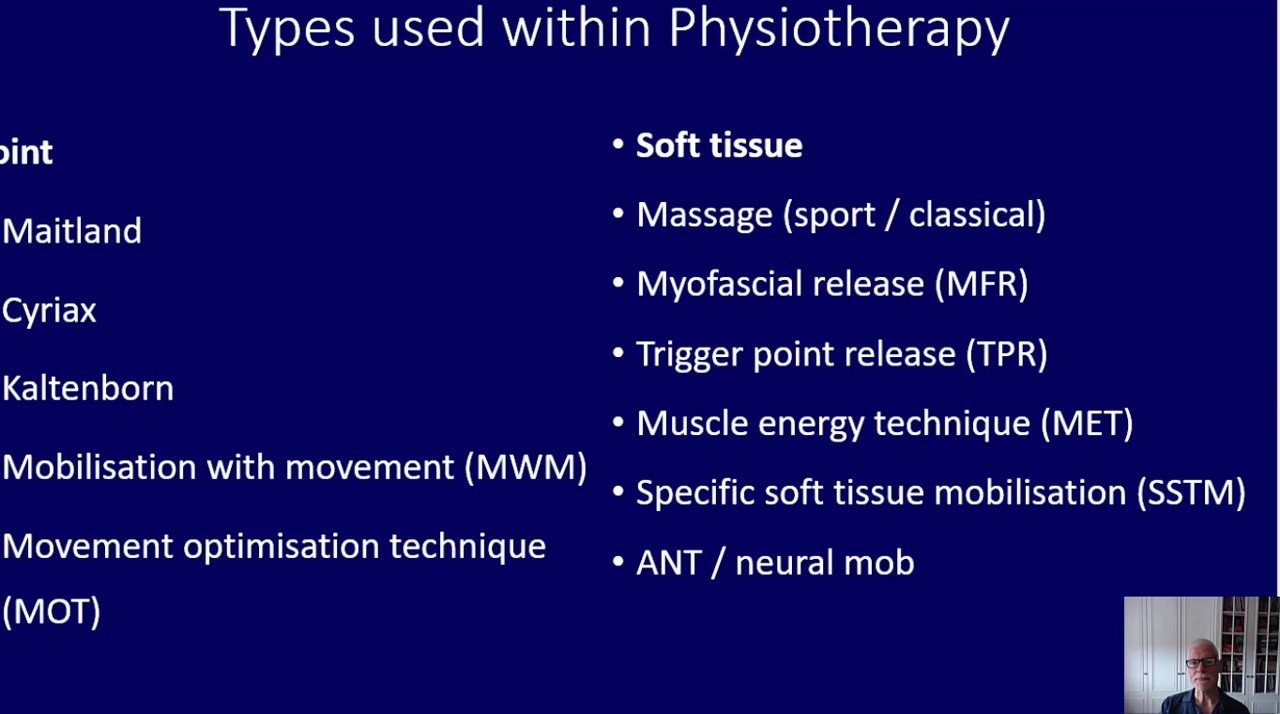 Types used within Physiotherapy
oint
Maitland
Cyriax
Kaltenborn
Mobilisation with movement (MWM)
Movement optimisation technique
(MOT)
• Soft tissue
• Massage (sport / classical)
• Myofascial release (MFR)
• Trigger point release (TPR)
• Muscle energy technique (MET)
• Specific soft tissue mobilisation (SSTM)
• ANT / neural mob